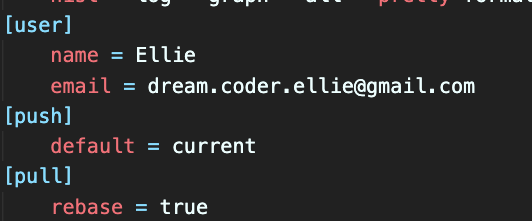 [user]
name = Ellie
email = dream.coder.ellie@gmail.com
[push]
default = current
[pull]
rebase = true